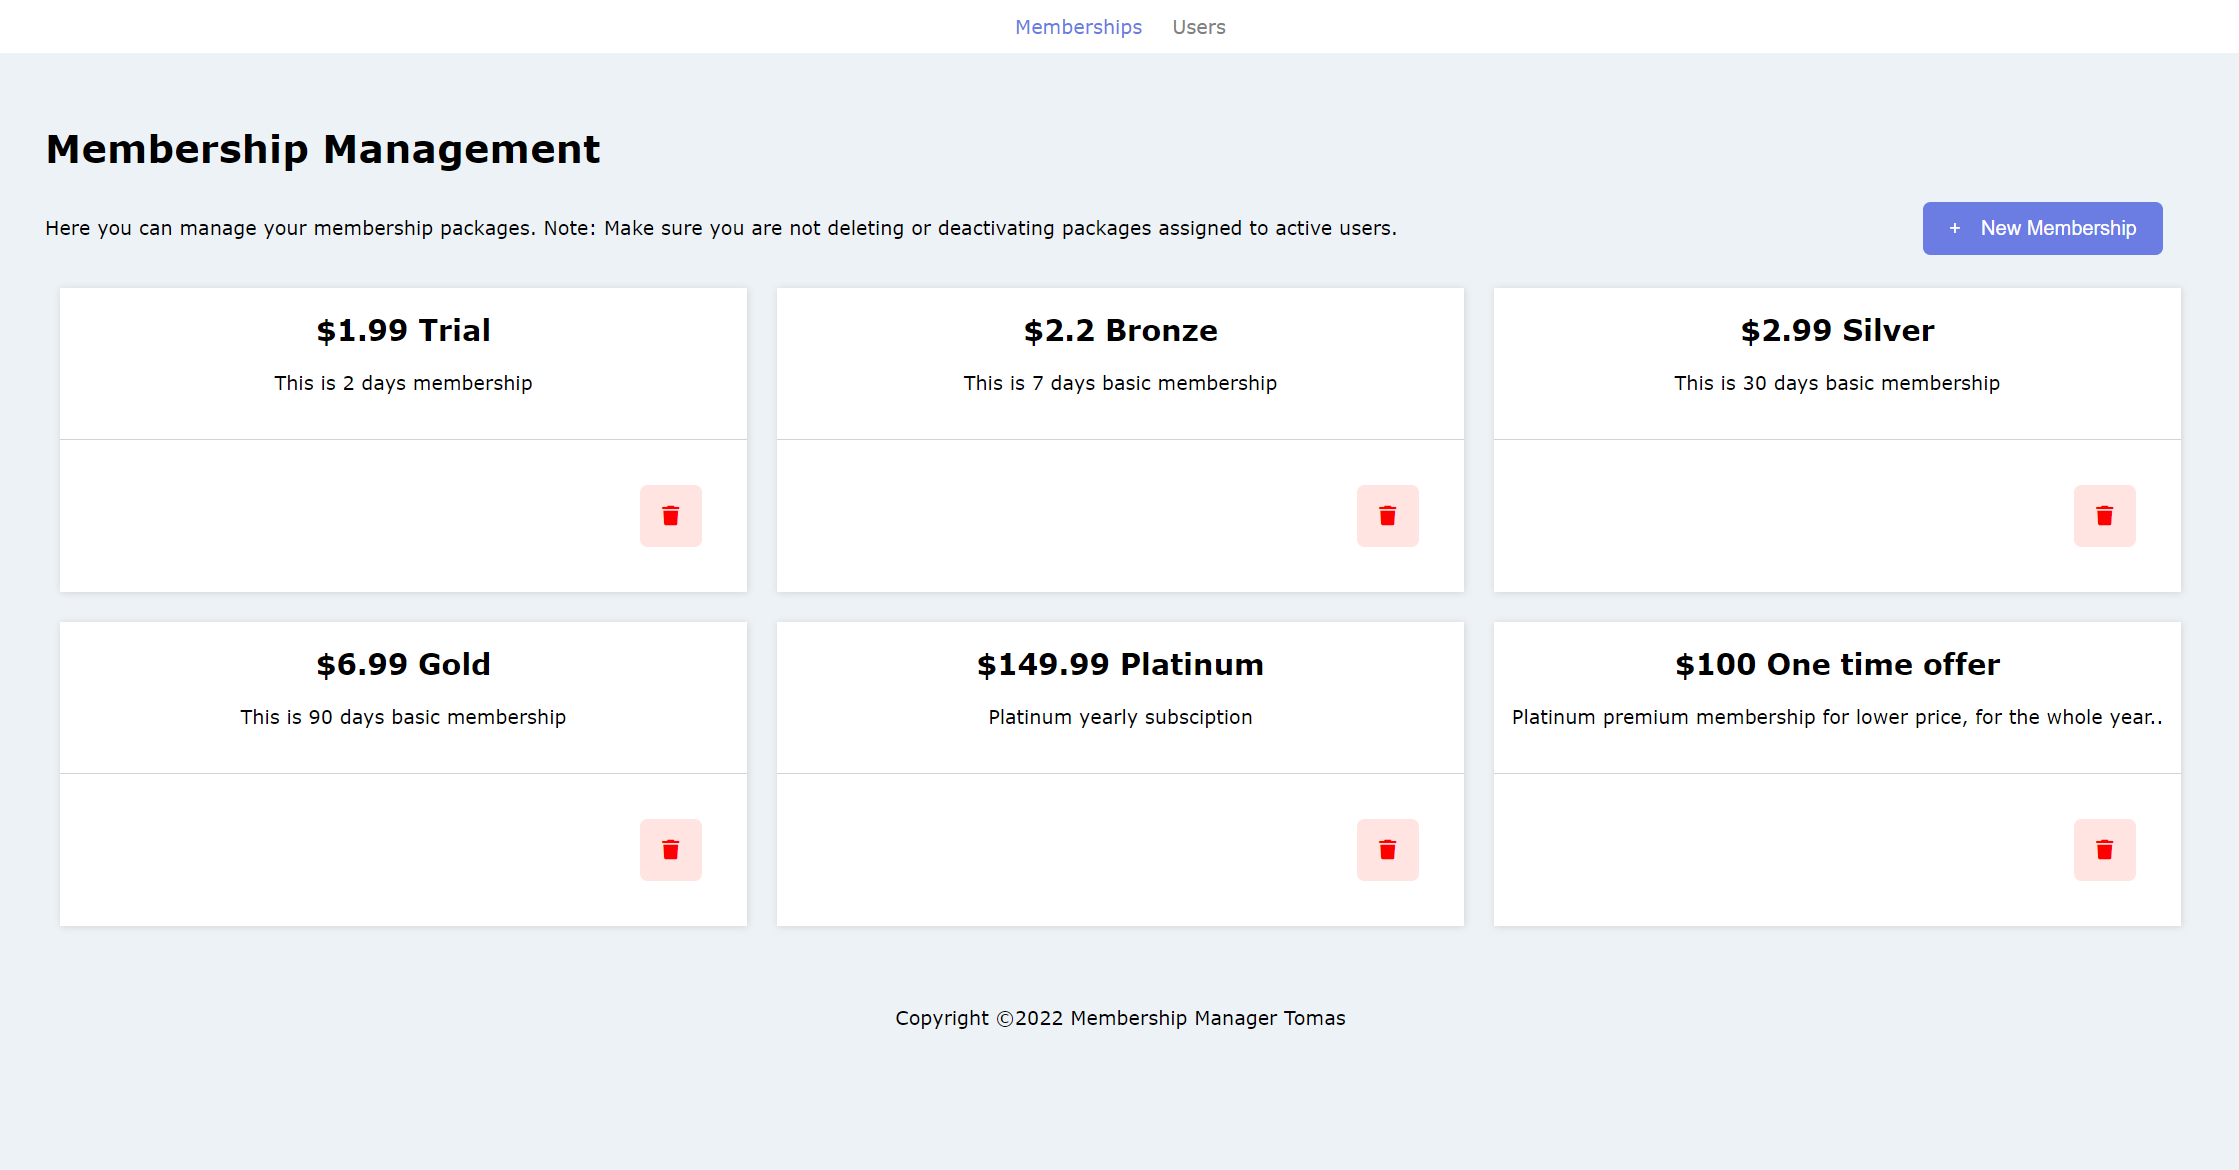 Memberships Users
Membership Management
Here you can manage your membership packages. Note: Make sure you are not deleting or deactivating packages assigned to active users.
+ New Membership
$1.99 Trial
This is 2 days membership
$2.2 Bronze
This is 7 days basic membership
$2.99 Silver
This is 30 days basic membership
$6.99 Gold
This is 90 days basic membership
$149.99 Platinum
Platinum yearly subsciption
$100 One time offer
Platinum premium membership for lower price, for the whole year..
Copyright ©2022 Membership Manager Tomas